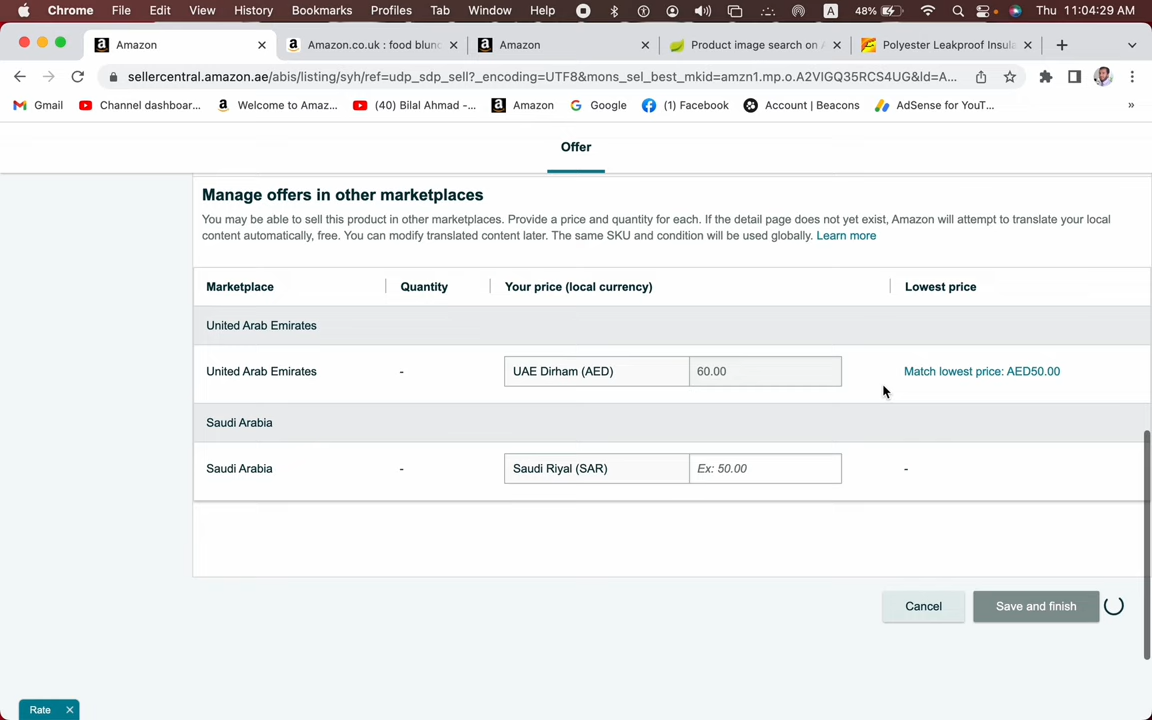 Chrome File Edit View History Bookmarks Profiles Tab Window Help A 48% Thu 11:04:29 AM
Amazon Amazon.co.uk : food blunc Amazon Product image search on A Polyester Leakproof Insula
sellercentral.amazon.ae/abis/listing/syh/ref=udp_sdp_sell?_encoding=UTF8&mons_sel_best_mkid=amzn1.mp.o.A2VIGQ35RCS4UG&ld=A...
Gmail Channel dashboar... Welcome to Amaz... (40) Bilal Ahmad -... Amazon Google (1) Facebook Account | Beacons AdSense for YouT... »
Offer
Manage offers in other marketplaces
You may be able to sell this product in other marketplaces. Provide a price and quantity for each. If the detail page does not yet exist, Amazon will attempt to translate your local
content automatically, free. You can modify translated content later. The same SKU and condition will be used globally. Learn more
Marketplace Quantity Your price (local currency) Lowest price
United Arab Emirates
United Arab Emirates - UAE Dirham (AED) 60.00 Match lowest price: AED50.00
Saudi Arabia
Saudi Arabia - Saudi Riyal (SAR) Ex: 50.00 -
Cancel Save and finish
Rate